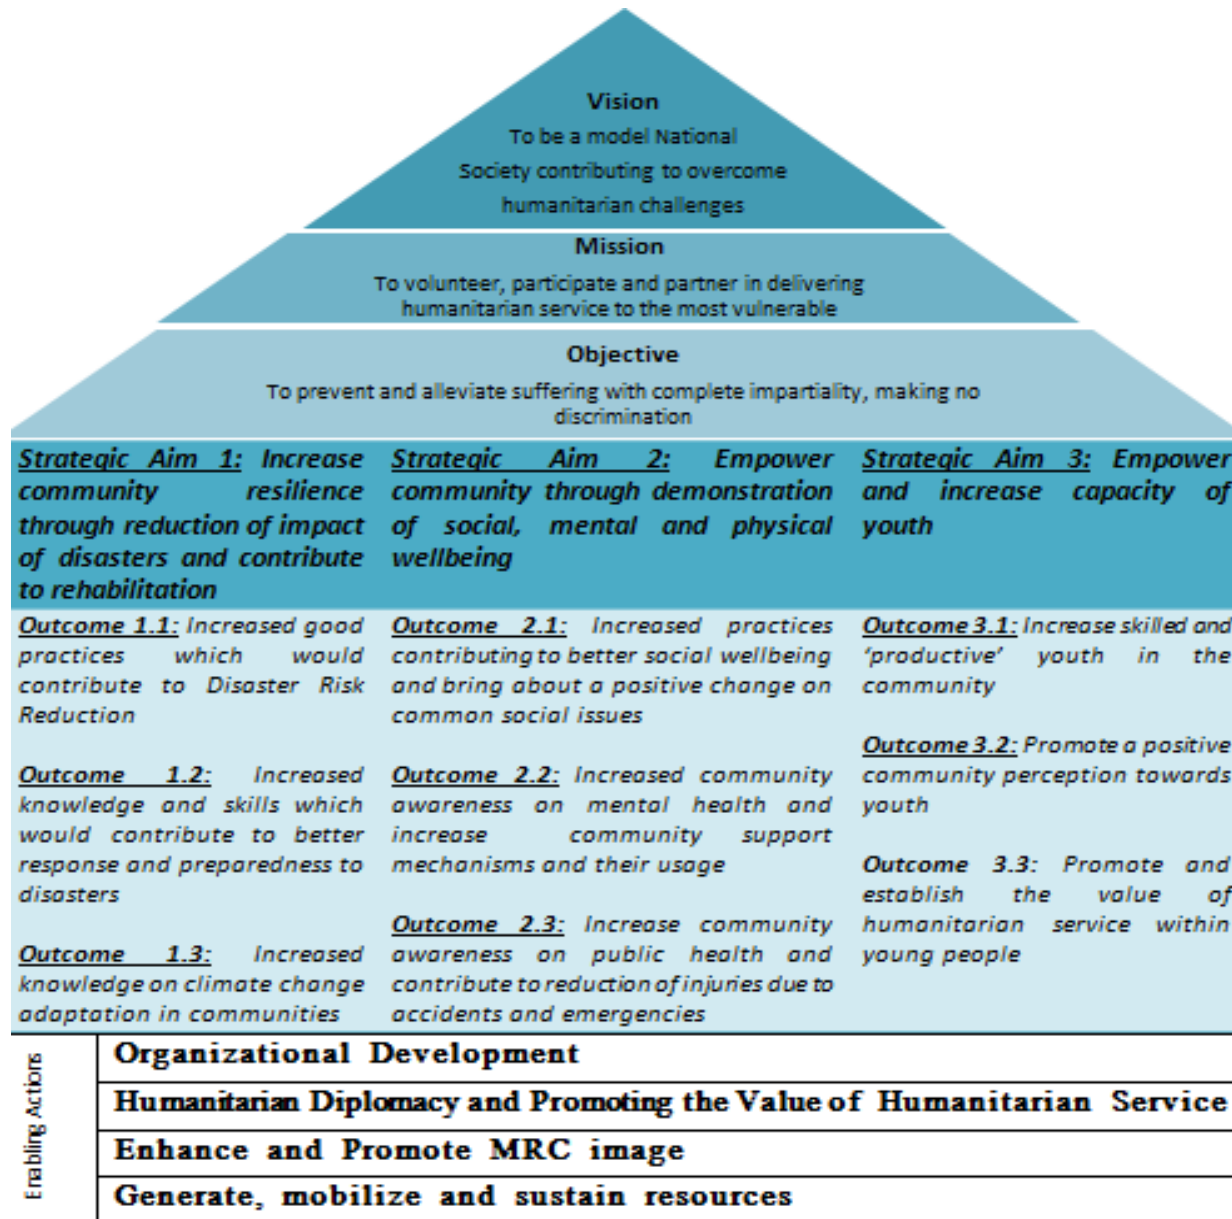 Vision
To be a model National
Society contributing to overcome
humanitarian challenges
Mission
To volunteer, participate and partner in delivering
humanitarian service to the most vulnerable
Objective
To prevent and alleviate suffering with complete impartiality, making no
discrimination
Strategic Aim 1: Increase
community resilience
through reduction of impact
of disasters and contribute
to rehabilitation
Strategic Aim 2: Empower
community through demonstration
of social, mental and physical
wellbeing
Strategic Aim 3: Empower
and increase capacity of
youth
Outcome 1.1: Increased good
practices which would
contribute to Disaster Risk
Reduction
Outcome 1.2: Increased
knowledge and skills which
would contribute to better
response and preparedness to
disasters
Outcome 1.3: Increased
knowledge on climate change
adaptation in communities
Outcome 2.1: Increased practices
contributing to better social wellbeing
and bring about a positive change on
common social issues
Outcome 2.2: Increased community
awareness on mental health and
increase community support
mechanisms and their usage
Outcome 2.3: Increase community
awareness on public health and
contribute to reduction of injuries due to
accidents and emergencies
Outcome 3.1: Increase skilled and
‘productive’ youth in the
community
Outcome 3.2: Promote a positive
community perception towards
youth
Outcome 3.3: Promote and
establish the value of
humanitarian service within
young people
Enabling Actions
Organizational Development
Humanitarian Diplomacy and Promoting the Value of Humanitarian Service
Enhance and Promote MRC image
Generate, mobilize and sustain resources